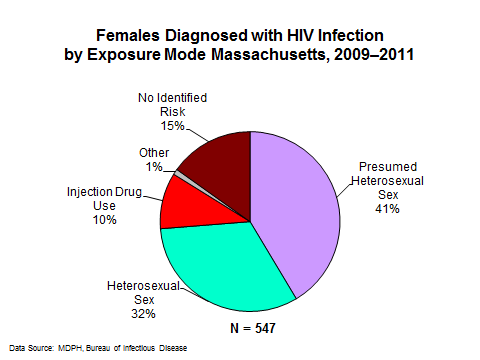 Females Diagnosed with HIV Infection
by Exposure Mode Massachusetts, 2009–2011
No Identified
Risk
15%
Other
1%
Injection Drug
Use
10%
Heterosexual
Sex
32%
Presumed
Heterosexual
Sex
41%
N = 547
Data Source: MDPH, Bureau of Infectious Disease